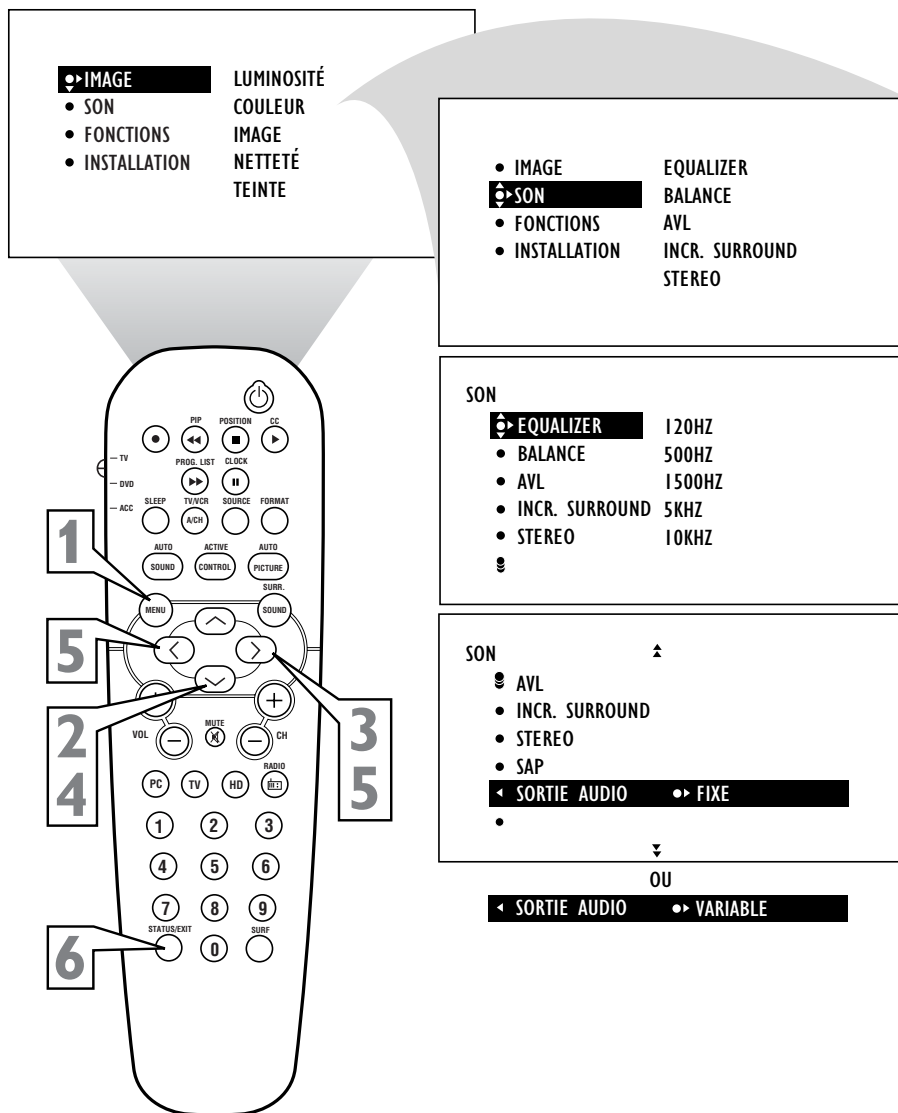 IMAGE LUMINOSITÉ
SON COULEUR
FONCTIONS IMAGE
INSTALLATION NETTETÉ
TEINTE
IMAGE EQUALIZER
SON BALANCE
FONCTIONS AVL
INSTALLATION INCR. SURROUND
STEREO
SON
EQUALIZER 120HZ
BALANCE 500HZ
AVL 1500HZ
INCR. SURROUND 5KHZ
STEREO 10KHZ
SON
AVL
INCR. SURROUND
STEREO
SAP
SORTIE AUDIO FIXE
OU
SORTIE AUDIO VARIABLE
PIP POSITION CC
TV
PROG. LIST CLOCK
DVD
ACC
SLEEP TV/VCR SOURCE FORMAT
A/CH
AUTO ACTIVE AUTO
SOUND CONTROL PICTURE
SURR.
MENU SOUND
1
5
2
4
3
5
6
+ +
VOL – MUTE – CH
RADIO
PC TV HD
1 2 3
4 5 6
7 8 9
STATUS/EXIT 0 SURF